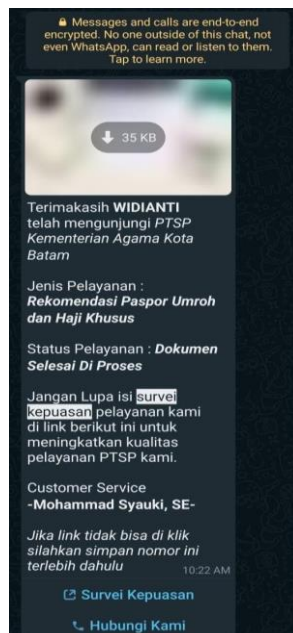 Messages and calls are end-to-end
encrypted. No one outside of this chat, not
even WhatsApp, can read or listen to them.
Tap to learn more.
35 KB
Terimakasih WIDIANTI
telah mengunjungi PTSP
Kementerian Agama Kota
Batam
Jenis Pelayanan :
Rekomendasi Paspor Umroh
dan Haji Khusus
Status Pelayanan : Dokumen
Selesai Di Proses
Jangan Lupa isi survei
kepuasan pelayanan kami
di link berikut ini untuk
meningkatkan kualitas
pelayanan PTSP kami.
Customer Service
-Mohammad Syauki, SE-
Jika link tidak bisa di klik
silahkan simpan nomor ini
terlebih dahulu
10:22 AM
Survei Kepuasan
Hubungi Kami